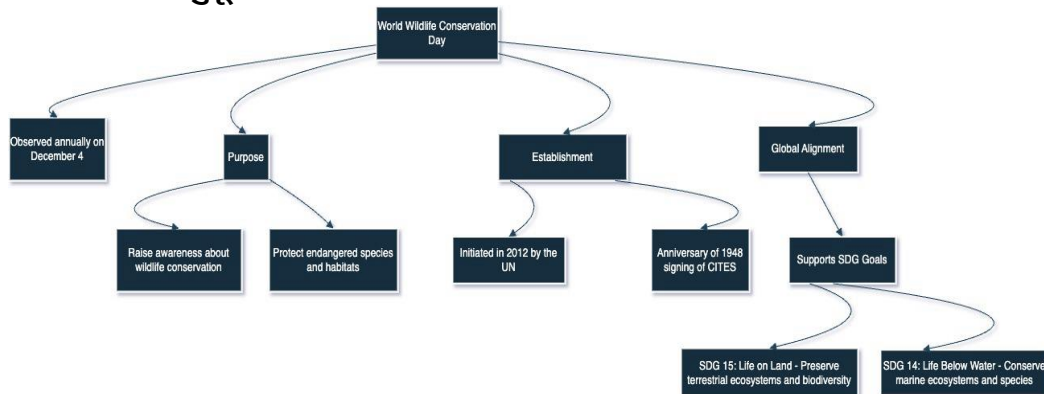 World Wildlife Conservation
Day
Observed annually on
December 4
Purpose
Establishment
Global Alignment
Raise awareness about
wildlife conservation
Protect endangered species
and habitats
Initiated in 2012 by the
UN
Anniversary of 1948
signing of CITES
Supports SDG Goals
SDG 15: Life on Land - Preserve
terrestrial ecosystems and biodiversity
SDG 14: Life Below Water - Conserve
marine ecosystems and species